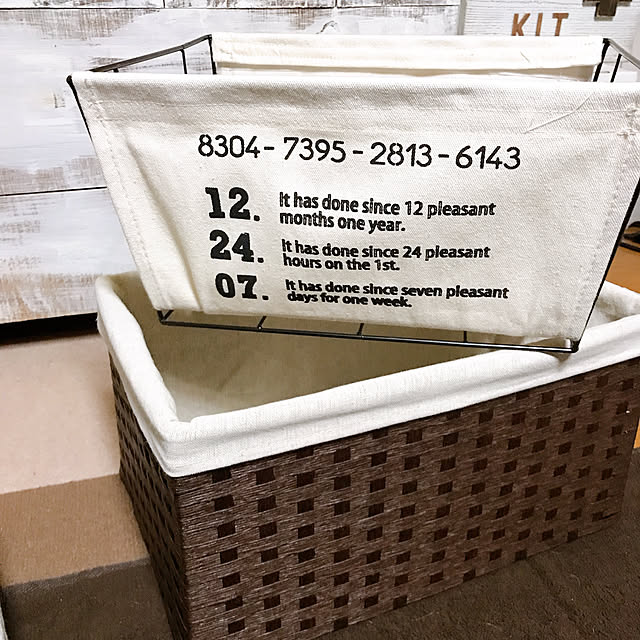 KIT
8304-7395-2813-6143
12. It has done since 12 pleasant
months one year.
24. It has done since 24 pleasant
hours on the 1st.
07. It has done since seven pleasant
days for one week.